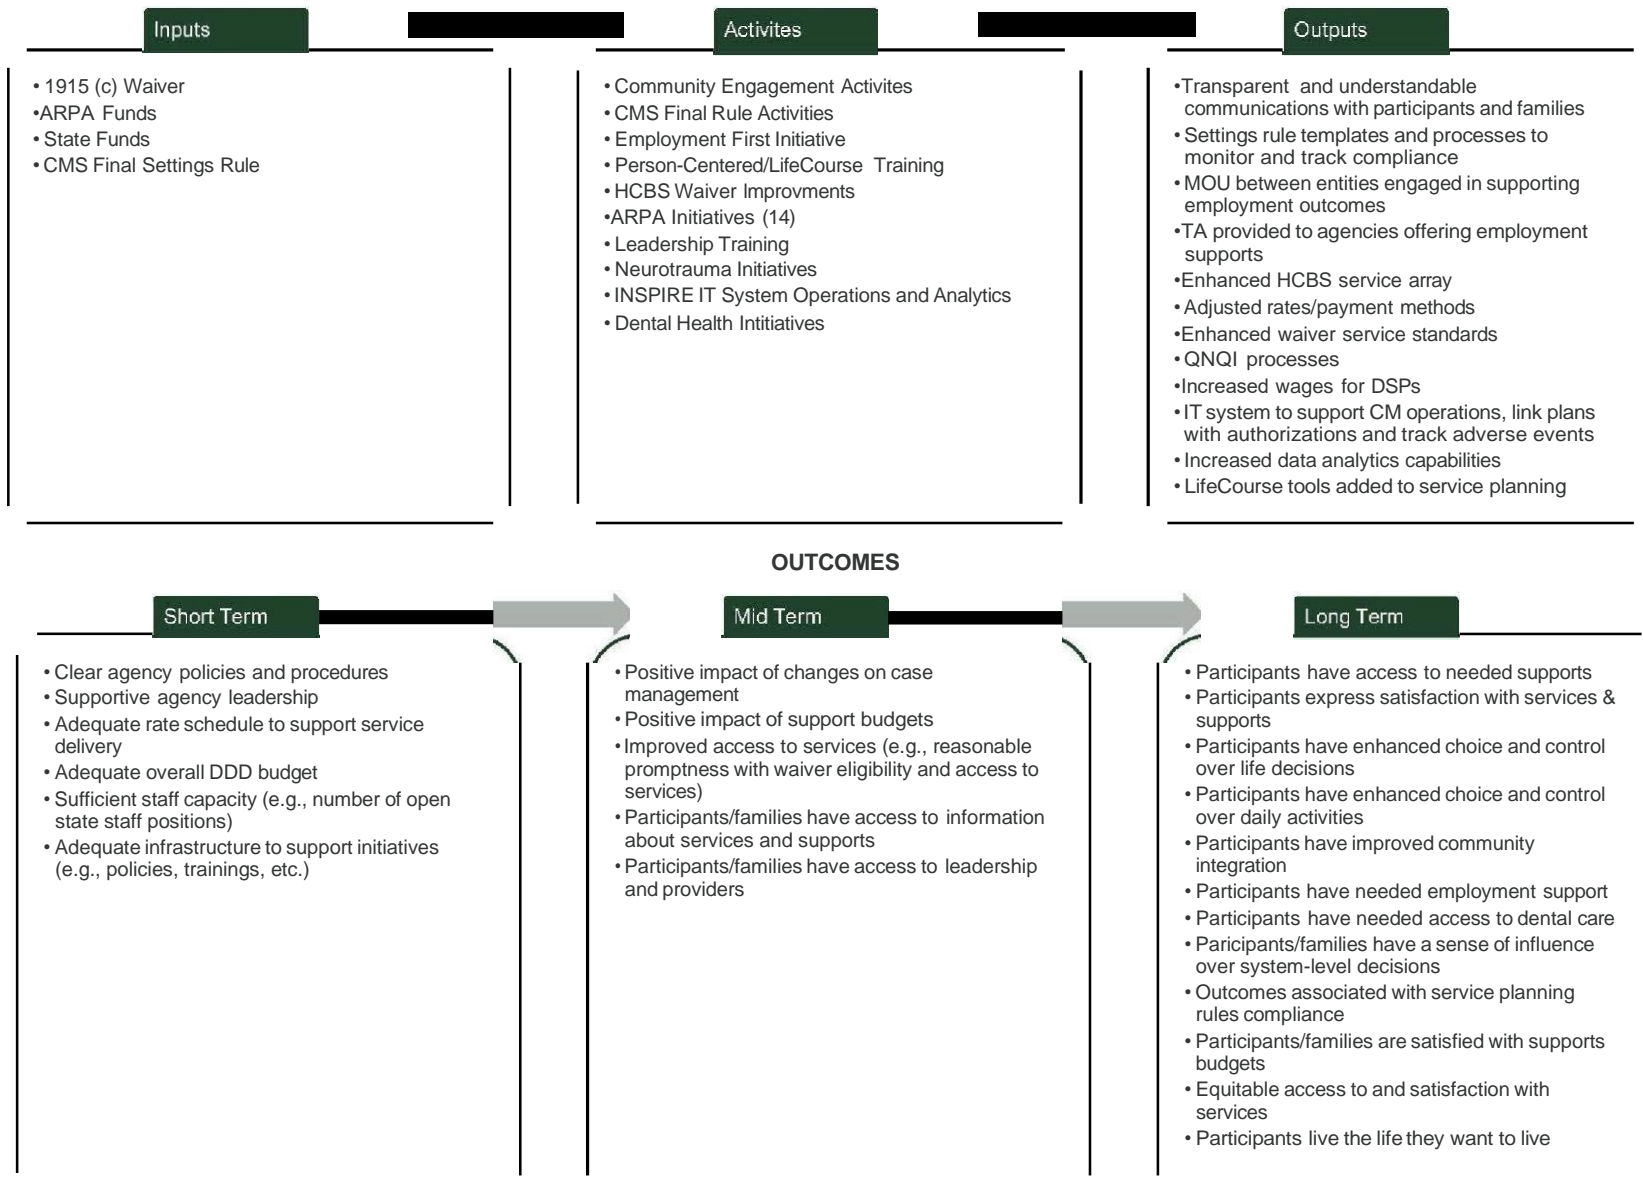 Inputs
• 1915 (c) Waiver
•ARPA Funds
• State Funds
• CMS Final Settings Rule
Activites
• Community Engagement Activites
• CMS Final Rule Activities
• Employment First Initiative
• Person-Centered/LifeCourse Training
• HCBS Waiver Improvments
•ARPA Initiatives (14)
• Leadership Training
• Neurotrauma Initiatives
• INSPIRE IT System Operations and Analytics
• Dental Health Intitiatives
Outputs
•Transparent and understandable
communications with participants and families
• Settings rule templates and processes to
monitor and track compliance
• MOU between entities engaged in supporting
employment outcomes
•TA provided to agencies offering employment
supports
•Enhanced HCBS service array
• Adjusted rates/payment methods
•Enhanced waiver service standards
• QNQI processes
•Increased wages for DSPs
• IT system to support CM operations, link plans
with authorizations and track adverse events
• Increased data analytics capabilities
• LifeCourse tools added to service planning
OUTCOMES
Short Term
• Clear agency policies and procedures
• Supportive agency leadership
• Adequate rate schedule to support service
delivery
• Adequate overall DDD budget
• Sufficient staff capacity (e.g., number of open
state staff positions)
• Adequate infrastructure to support initiatives
(e.g., policies, trainings, etc.)
Mid Term
• Positive impact of changes on case
management
• Positive impact of support budgets
• Improved access to services (e.g., reasonable
promptness with waiver eligibility and access to
services)
• Participants/families have access to information
about services and supports
• Participants/families have access to leadership
and providers
Long Term
• Participants have access to needed supports
• Participants express satisfaction with services &
supports
• Participants have enhanced choice and control
over life decisions
• Participants have enhanced choice and control
over daily activities
• Participants have improved community
integration
• Participants have needed employment support
• Participants have needed access to dental care
• Paricipants/families have a sense of influence
over system-level decisions
• Outcomes associated with service planning
rules compliance
• Participants/families are satisfied with supports
budgets
• Equitable access to and satisfaction with
services
• Participants live the life they want to live